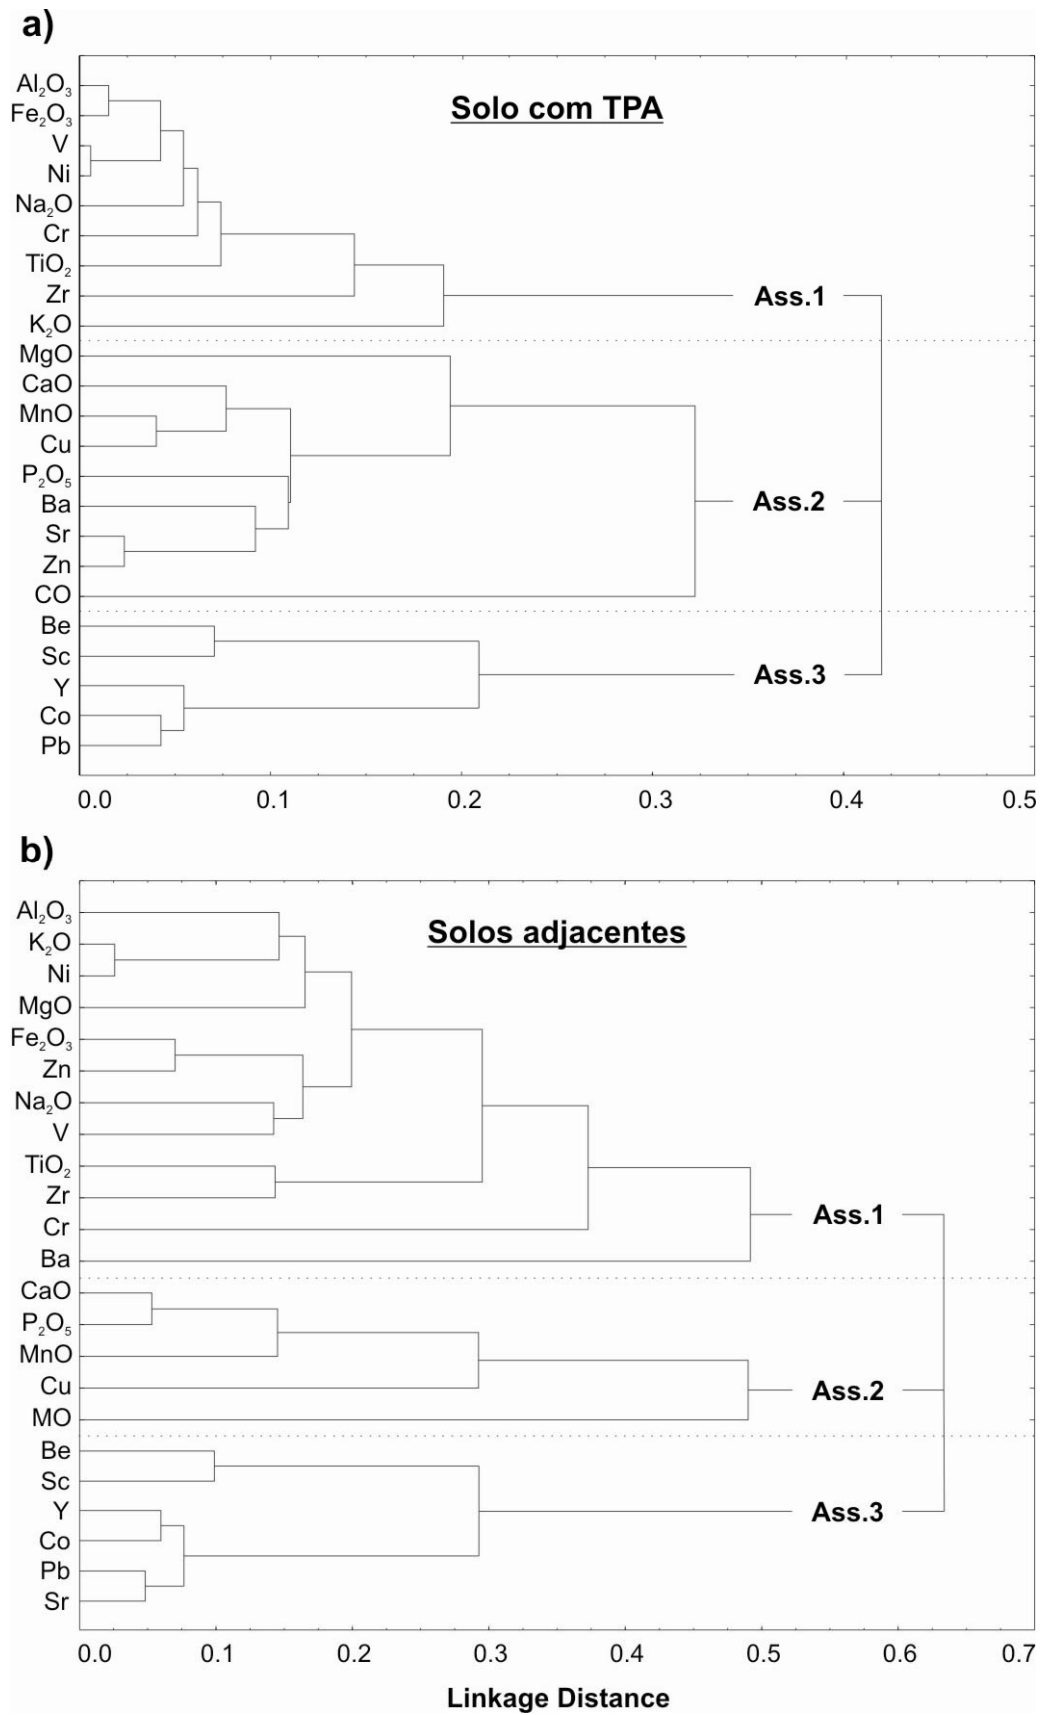 a)
Solo com TPA
Al₂O₃
Fe₂O₃
V
Ni
Na₂O
Cr
TiO₂
Zr
K₂O
Ass.1
MgO
CaO
MnO
Cu
P₂O₅
Ba
Sr
Zn
CO
Ass.2
Be
Sc
Y
Co
Pb
Ass.3
0.0 0.1 0.2 0.3 0.4 0.5
b)
Solos adjacentes
Al₂O₃
K₂O
Ni
MgO
Fe₂O₃
Zn
Na₂O
V
TiO₂
Zr
Cr
Ba
Ass.1
CaO
P₂O₅
MnO
Cu
MO
Ass.2
Be
Sc
Y
Co
Pb
Sr
Ass.3
0.0 0.1 0.2 0.3 0.4 0.5 0.6 0.7
Linkage Distance